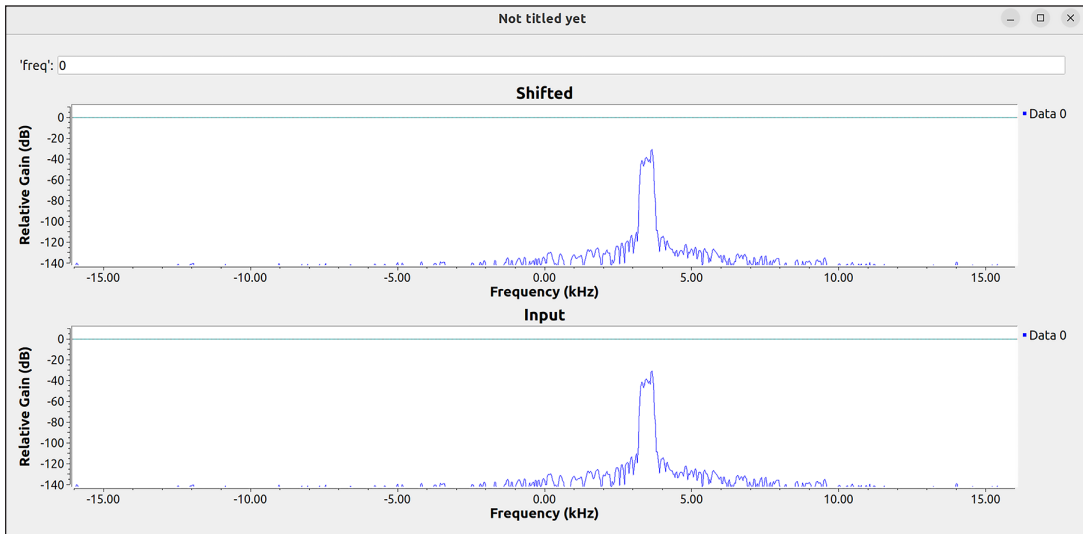 Not titled yet
'freq': 0
Shifted
Relative Gain (dB)
0
-20
-40
-60
-80
-100
-120
-140
Data 0
-15.00 -10.00 -5.00 0.00 5.00 10.00 15.00
Frequency (kHz)
Input
Relative Gain (dB)
0
-20
-40
-60
-80
-100
-120
-140
Data 0
-15.00 -10.00 -5.00 0.00 5.00 10.00 15.00
Frequency (kHz)